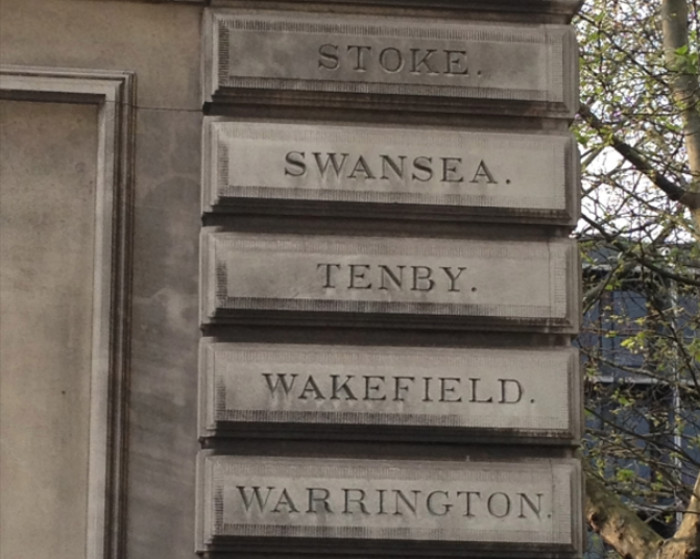 STOKE.
SWANSEA.
TENBY.
WAKEFIELD.
WARRINGTON.